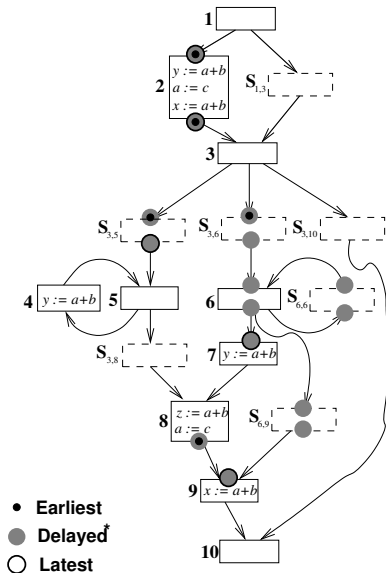 1
2
y := a+b
a := c
x := a+b
S1,3
3
S3,5
S3,6
S3,10
4
y := a+b
5
6
S6,6
S3,8
7
y := a+b
8
z := a+b
a := c
S6,9
9
x := a+b
10
Earliest
Delayed*
Latest